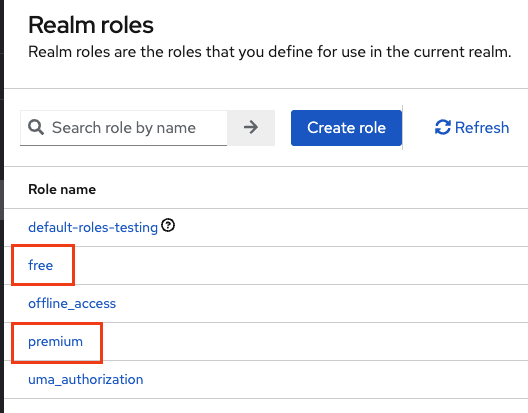 Realm roles
Realm roles are the roles that you define for use in the current realm.
Search role by name
Create role
Refresh
Role name
default-roles-testing
free
offline_access
premium
uma_authorization